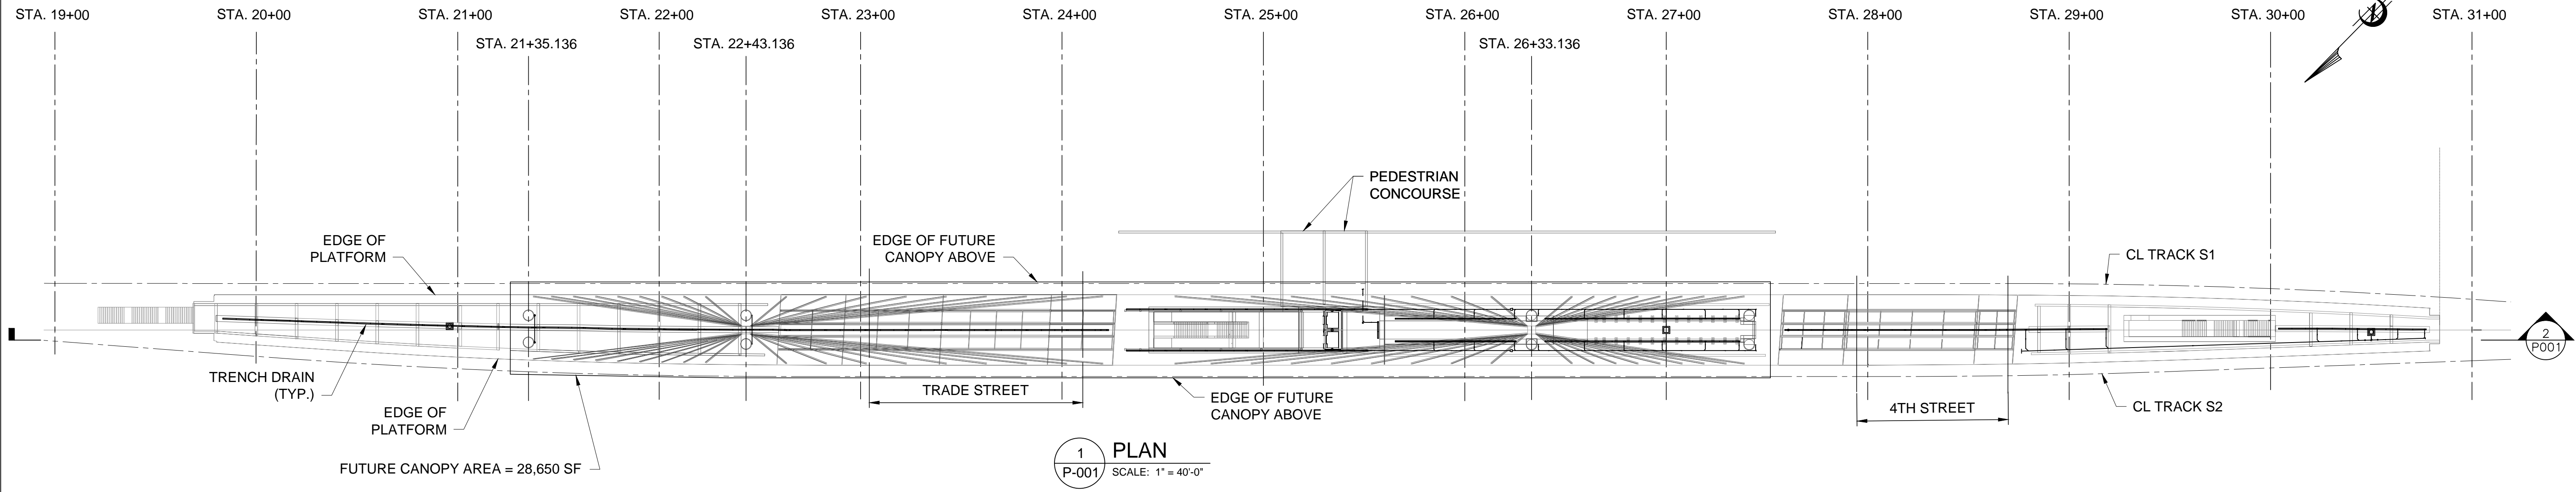 STA. 19+00
STA. 20+00
STA. 21+00
STA. 22+00
STA. 23+00
STA. 24+00
STA. 25+00
STA. 26+00
STA. 27+00
STA. 28+00
STA. 29+00
STA. 30+00
STA. 31+00
STA. 21+35.136
STA. 22+43.136
STA. 26+33.136
PEDESTRIAN
CONCOURSE
EDGE OF
PLATFORM
EDGE OF FUTURE
CANOPY ABOVE
CL TRACK S1
2
P001
TRENCH DRAIN
(TYP.)
TRADE STREET
EDGE OF FUTURE
CANOPY ABOVE
4TH STREET
CL TRACK S2
EDGE OF
PLATFORM
FUTURE CANOPY AREA = 28,650 SF
1
P-001
PLAN
SCALE: 1" = 40'-0"